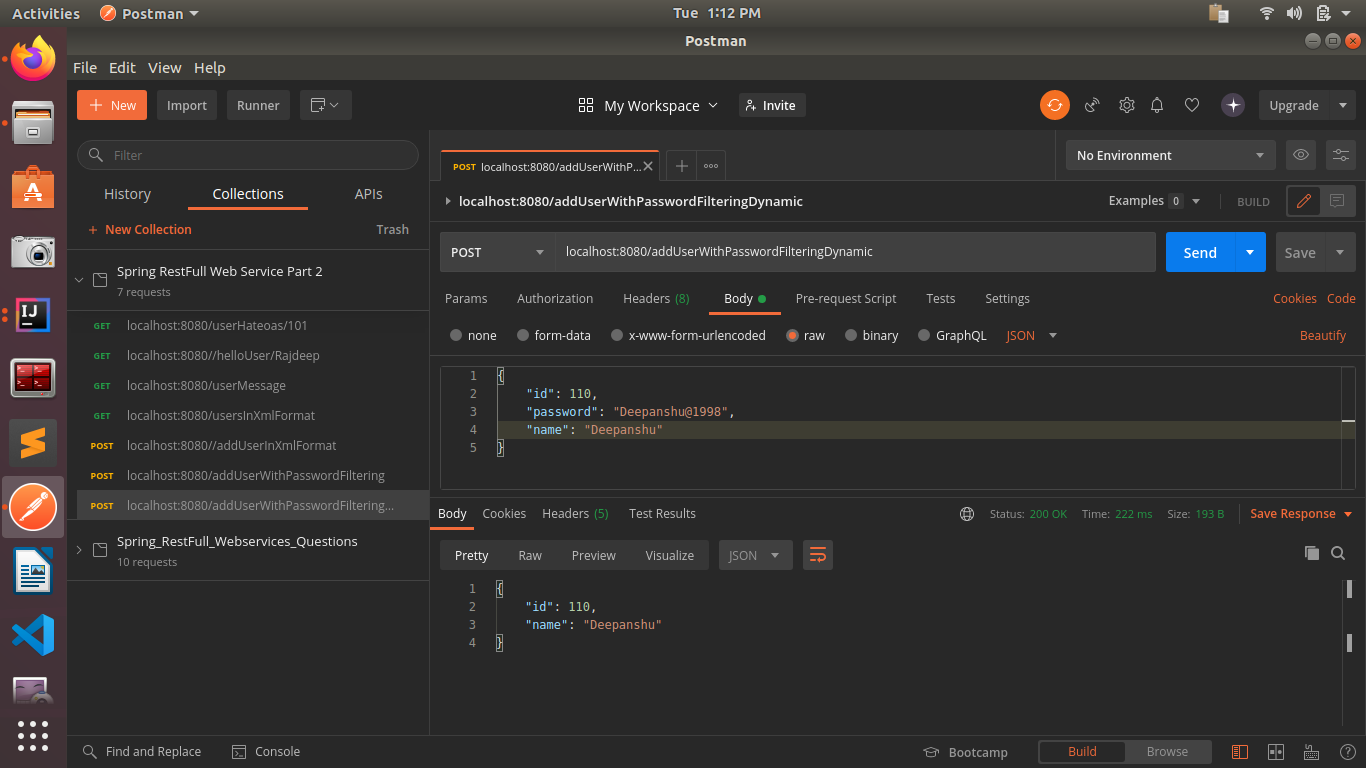 Activities Postman Tue 1:12 PM
Postman
File Edit View Help
New Import Runner My Workspace Invite Upgrade
Filter
History Collections APIs
+ New Collection Trash
Spring RestFull Web Service Part 2
7 requests
GET localhost:8080/userHateoas/101
GET localhost:8080//helloUser/Rajdeep
GET localhost:8080/userMessage
GET localhost:8080/usersInXmlFormat
POST localhost:8080//addUserInXmlFormat
POST localhost:8080/addUserWithPasswordFiltering
POST localhost:8080/addUserWithPasswordFiltering...
Spring_RestFull_Webservices_Questions
10 requests
POST localhost:8080/addUserWithP... No Environment
localhost:8080/addUserWithPasswordFilteringDynamic Examples 0 BUILD
POST localhost:8080/addUserWithPasswordFilteringDynamic Send Save
Params Authorization Headers (8) Body Pre-request Script Tests Settings Cookies Code
none form-data x-www-form-urlencoded raw binary GraphQL JSON Beautify
1 {
2 "id": 110,
3 "password": "Deepanshu@1998",
4 "name": "Deepanshu"
5 }
Body Cookies Headers (5) Test Results Status: 200 OK Time: 222 ms Size: 193 B Save Response
Pretty Raw Preview Visualize JSON
1 {
2 "id": 110,
3 "name": "Deepanshu"
4 }
Find and Replace Console Bootcamp Build Browse